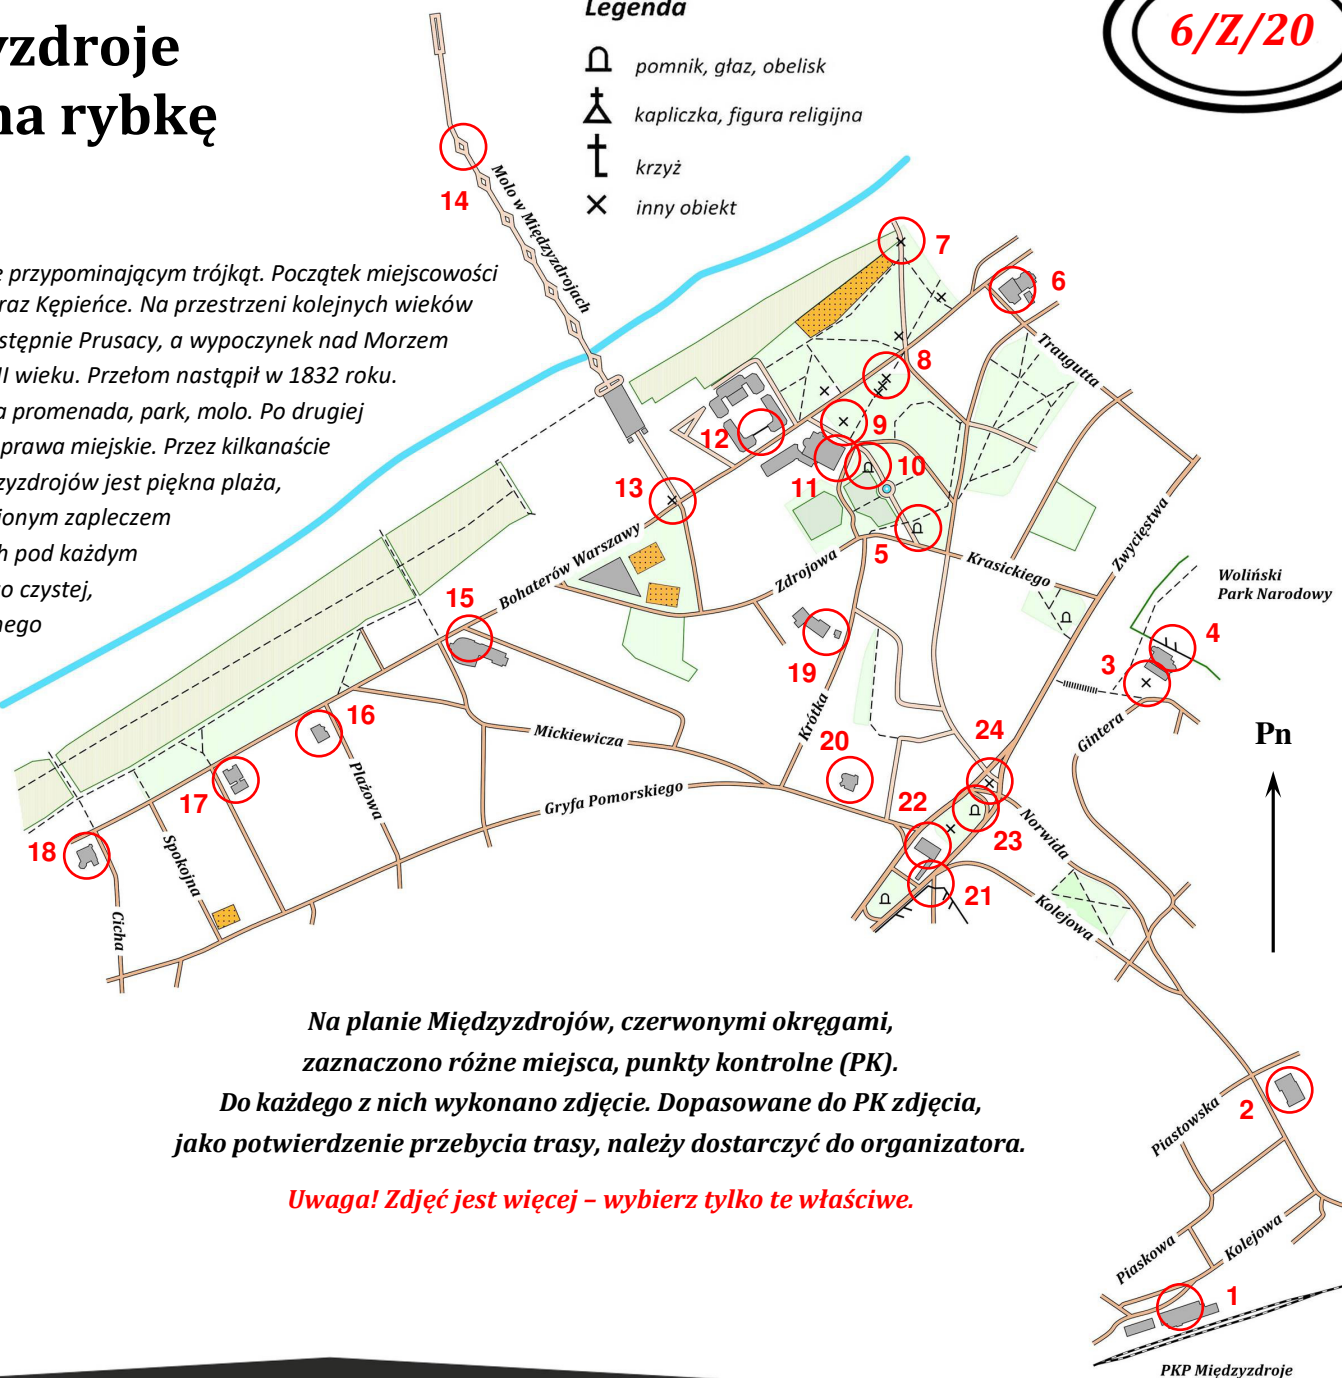 yzdroje
na rybkę
Legenda
pomnik, głaz, obelisk
kapliczka, figura religijna
krzyż
inny obiekt
6/Z/20
e przypominającym trójkąt. Początek miejscowości
raz Kępieńce. Na przestrzeni kolejnych wieków
stępnie Prusacy, a wypoczynek nad Morzem
II wieku. Przełom nastąpił w 1832 roku.
a promenada, park, molo. Po drugiej
prawa miejskie. Przez kilkanaście
zyzdrojów jest piękna plaża,
ionym zapleczem
h pod każdym
o czystej,
nego
14
Molo w Międzyzdrojach
7
6
Traugutta
8
9
12
10
11
13
5
Bohaterów Warszawy
Zdrojowa
Krasickiego
Zwycięstwa
Woliński
Park Narodowy
15
4
3
19
Krótka
Gintera
16
Mickiewicza
20
24
Pn
17
Plażowa
Gryfa Pomorskiego
22
23
Norwida
18
Spokojna
21
Kolejowa
Cicha
Na planie Międzyzdrojów, czerwonymi okręgami,
zaznaczono różne miejsca, punkty kontrolne (PK).
Do każdego z nich wykonano zdjęcie. Dopasowane do PK zdjęcia,
jako potwierdzenie przebycia trasy, należy dostarczyć do organizatora.
Uwaga! Zdjęć jest więcej – wybierz tylko te właściwe.
2
Piastowska
Piaskowa
Kolejowa
1
PKP Międzyzdroje